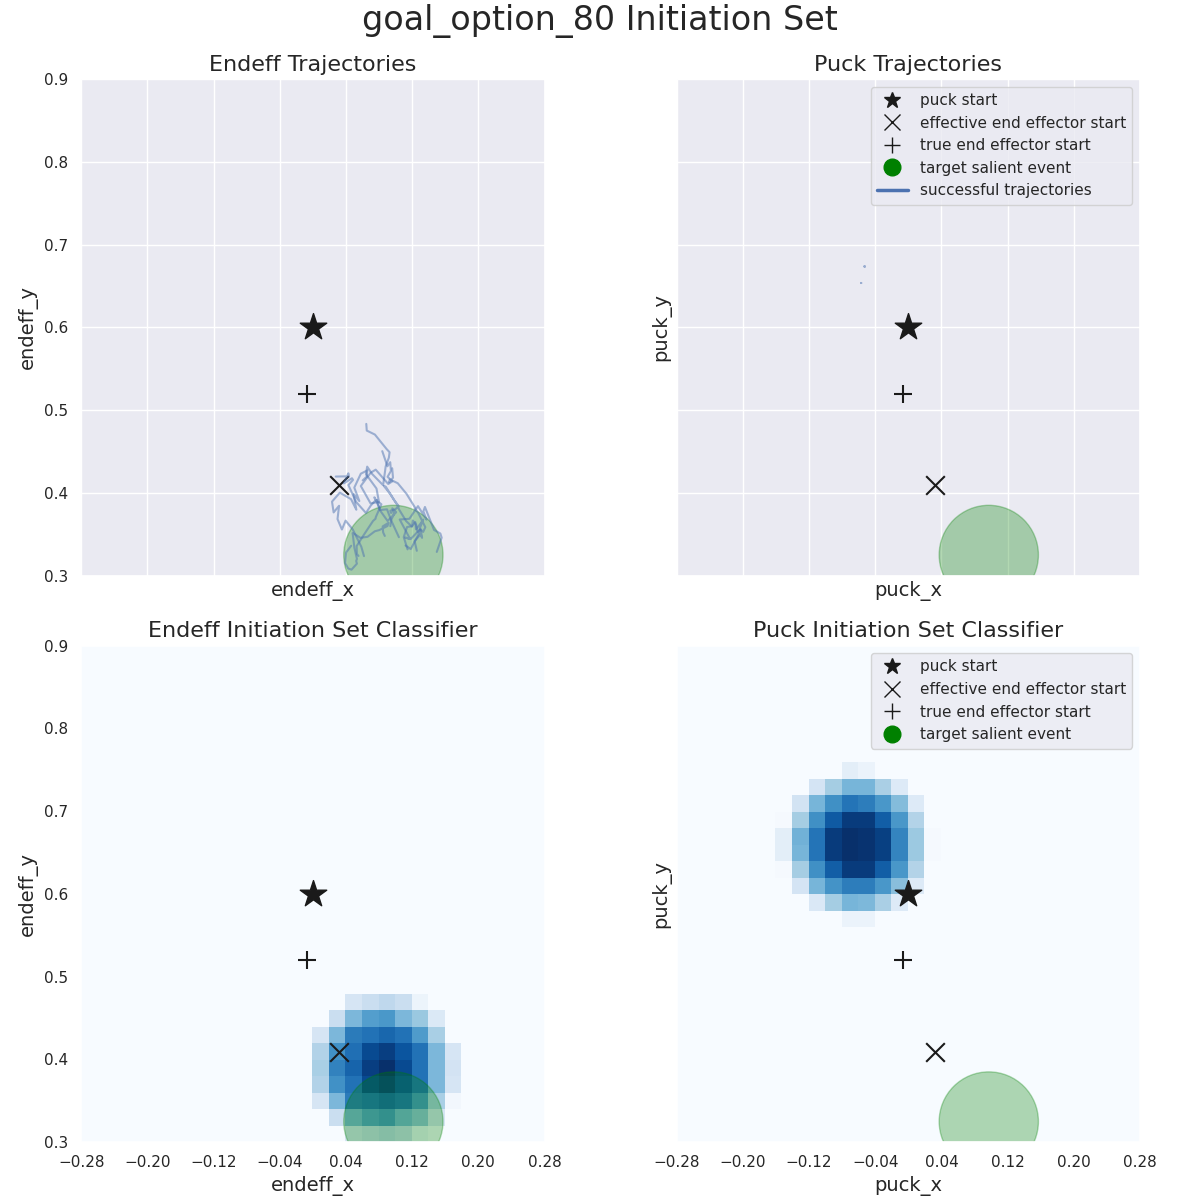 goal_option_80 Initiation Set
Endeff Trajectories
0.9
0.8
0.7
0.6
0.5
0.4
0.3
endeff_y
endeff_x
Puck Trajectories
puck start
effective end effector start
true end effector start
target salient event
successful trajectories
puck_y
puck_x
Endeff Initiation Set Classifier
0.9
0.8
0.7
0.6
0.5
0.4
0.3
endeff_y
−0.28 −0.20 −0.12 −0.04 0.04 0.12 0.20 0.28
endeff_x
Puck Initiation Set Classifier
puck start
effective end effector start
true end effector start
target salient event
puck_y
−0.28 −0.20 −0.12 −0.04 0.04 0.12 0.20 0.28
puck_x